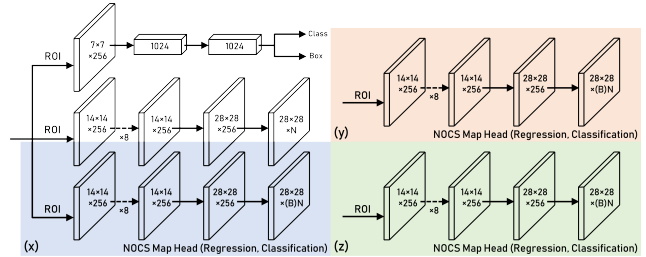 ROI
7×7
×256
1024
1024
Class
Box
ROI
14×14
×256
×8
14×14
×256
28×28
×256
28×28
×N
ROI
14×14
×256
×8
14×14
×256
28×28
×256
28×28
×(B)N
(x)
NOCS Map Head (Regression, Classification)
ROI
14×14
×256
×8
14×14
×256
28×28
×256
28×28
×(B)N
(y)
NOCS Map Head (Regression, Classification)
ROI
14×14
×256
×8
14×14
×256
28×28
×256
28×28
×(B)N
(z)
NOCS Map Head (Regression, Classification)